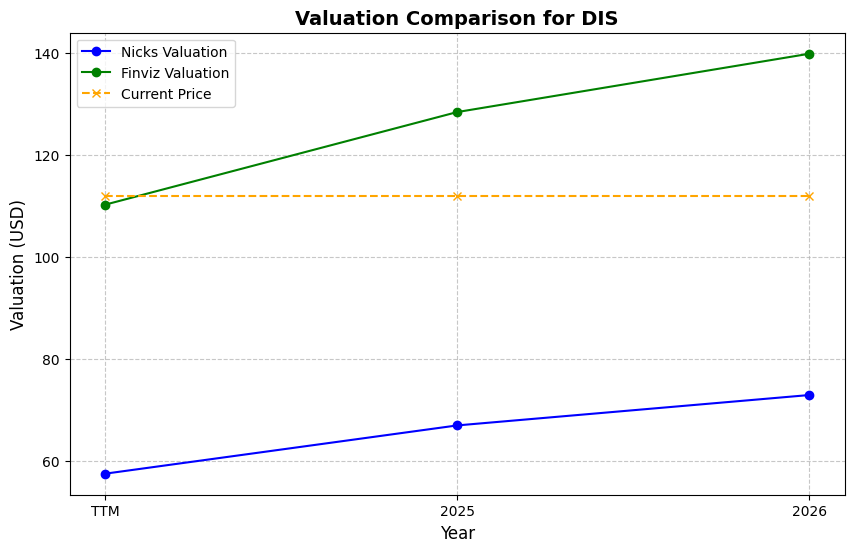 Valuation Comparison for DIS
Nicks Valuation
Finviz Valuation
Current Price
Valuation (USD)
140
120
100
80
60
TTM 2025 2026
Year